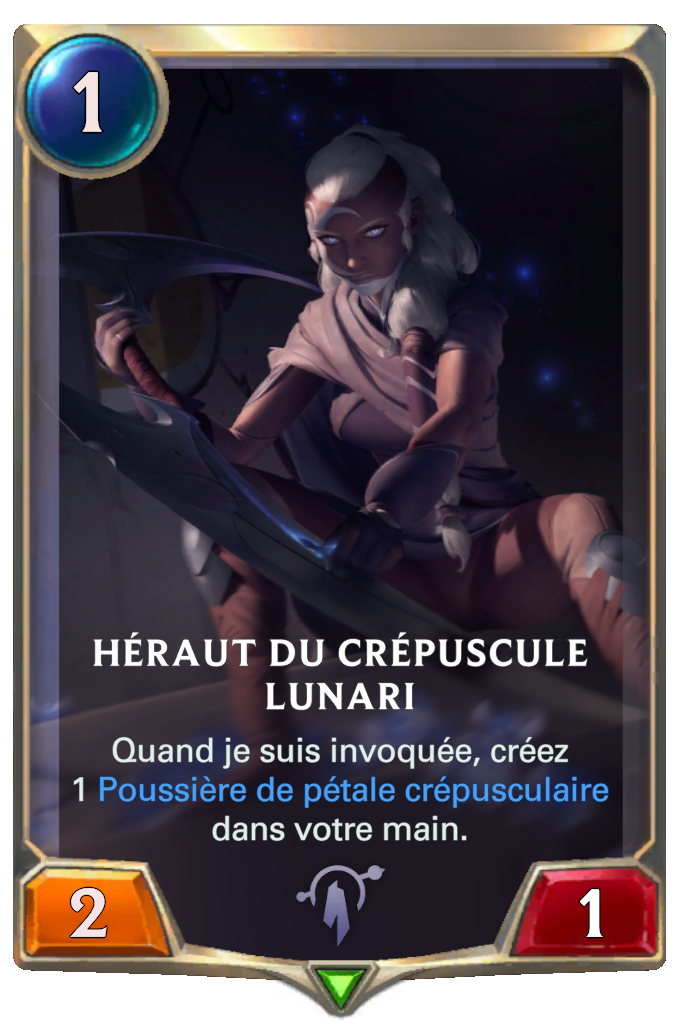 1
HÉRAUT DU CRÉPUSCULE
LUNARI
Quand je suis invoquée, créez
1 Poussière de pétale crépusculaire
dans votre main.
2
1